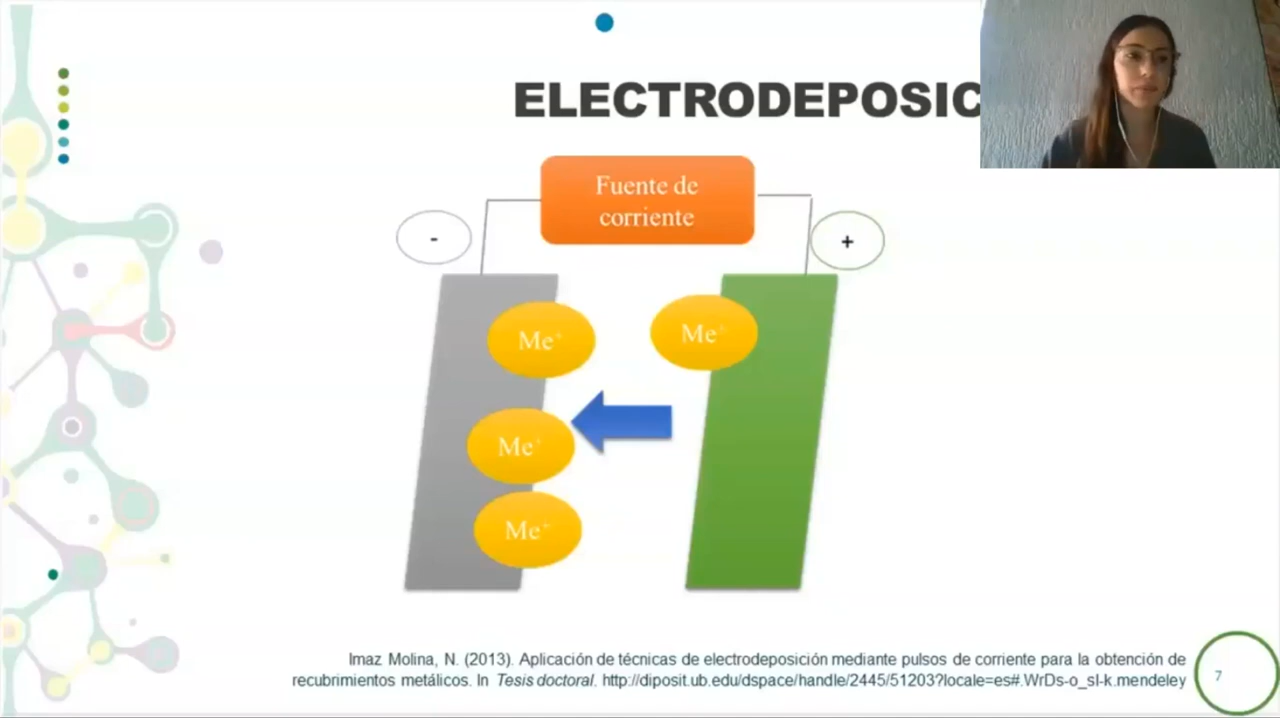 ELECTRODEPOSIC
Fuente de
corriente
-
+
Me⁺
Me⁺
Me⁺
Me⁺
Imaz Molina, N. (2013). Aplicación de técnicas de electrodeposición mediante pulsos de corriente para la obtención de
recubrimientos metálicos. In Tesis doctoral. http://diposit.ub.edu/dspace/handle/2445/51203?locale=es#.WrDs-o_sI-k.mendeley
7